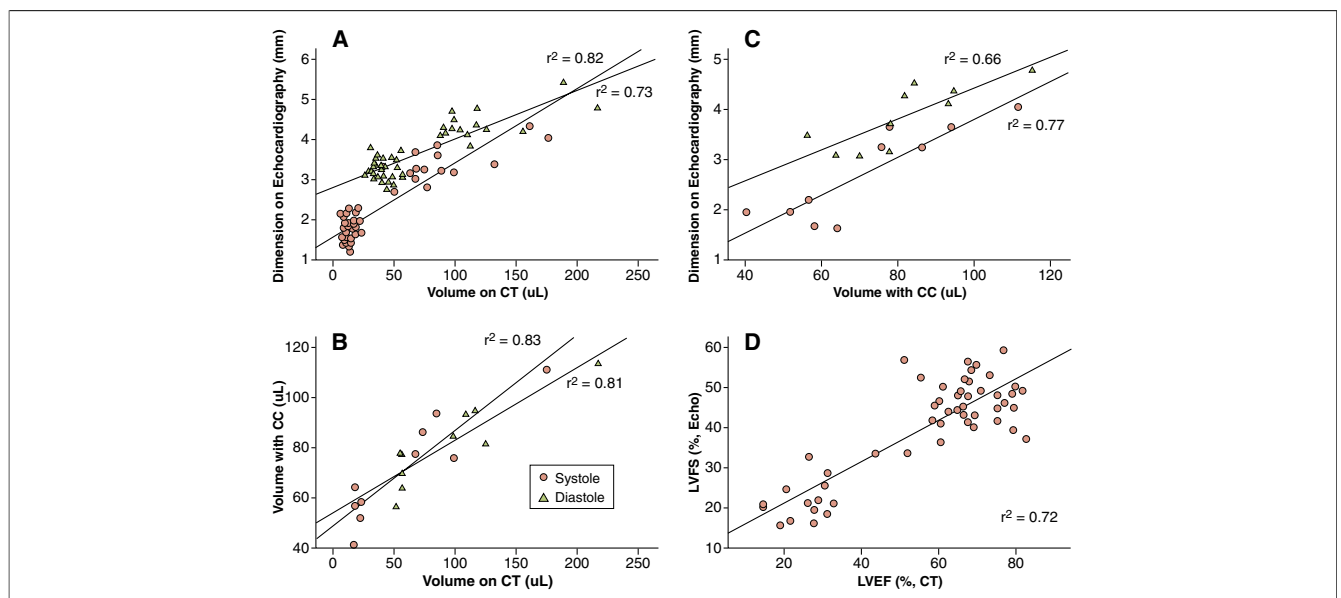 A
Dimension on Echocardiography (mm)
6
5
4
3
2
1
r² = 0.82
r² = 0.73
0 50 100 150 200 250
Volume on CT (uL)
C
Dimension on Echocardiography (mm)
5
4
3
2
1
r² = 0.66
r² = 0.77
40 60 80 100 120
Volume with CC (uL)
B
Volume with CC (uL)
120
100
80
60
40
r² = 0.83
r² = 0.81
Systole
Diastole
0 50 100 150 200 250
Volume on CT (uL)
D
LVFS (%, Echo)
60
50
40
30
20
10
r² = 0.72
20 40 60 80
LVEF (%, CT)